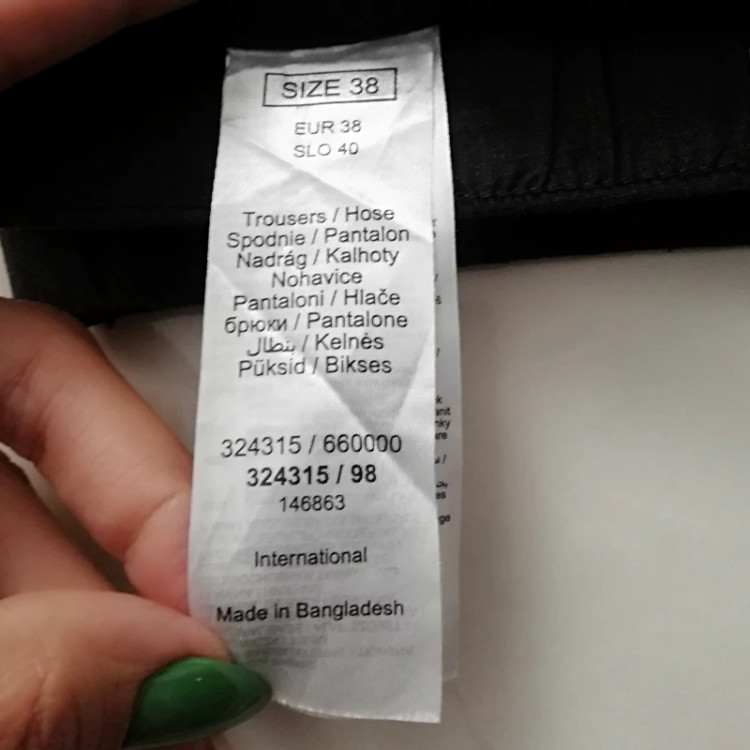 SIZE 38
EUR 38
SLO 40
Trousers / Hose
Spodnie / Pantalon
Nadrág / Kalhoty
Nohavice
Pantaloni / Hlače
брюки / Pantalone
بنطال / Kelnės
Püksid / Bikses
324315 / 660000
324315 / 98
146863
International
Made in Bangladesh